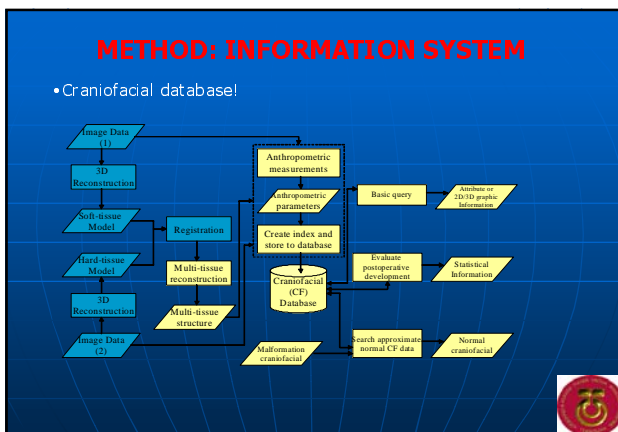 METHOD: INFORMATION SYSTEM
•Craniofacial database!
Image Data
(1)
3D
Reconstruction
Soft-tissue
Model
Hard-tissue
Model
3D
Reconstruction
Image Data
(2)
Registration
Multi-tissue
reconstruction
Multi-tissue
structure
Anthropometric
measurements
Anthropometric
parameters
Create index and
store to database
Craniofacial
(CF)
Database
Malformation
craniofacial
Basic query
Evaluate
postoperative
development
Search approximate
normal CF data
Attribute or
2D/3D graphic
Information
Statistical
Information
Normal
craniofacial